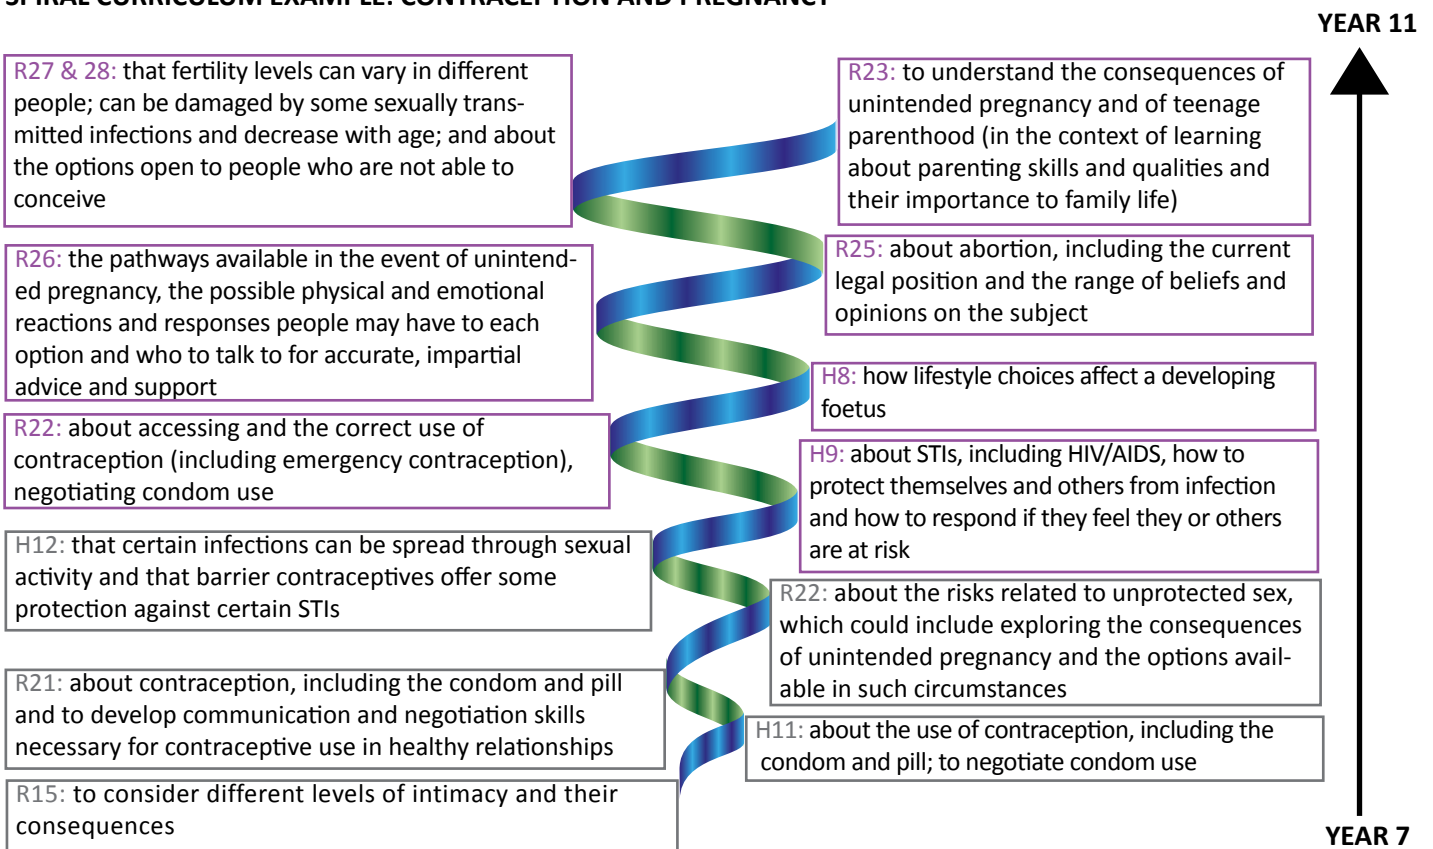 SPIRAL CURRICULUM EXAMPLE: CONTRACEPTION AND PREGNANCY
YEAR 11
R27 & 28: that fertility levels can vary in different
people; can be damaged by some sexually trans-
mitted infections and decrease with age; and about
the options open to people who are not able to
conceive
R23: to understand the consequences of
unintended pregnancy and of teenage
parenthood (in the context of learning
about parenting skills and qualities and
their importance to family life)
R26: the pathways available in the event of unintend-
ed pregnancy, the possible physical and emotional
reactions and responses people may have to each
option and who to talk to for accurate, impartial
advice and support
R25: about abortion, including the current
legal position and the range of beliefs and
opinions on the subject
H8: how lifestyle choices affect a developing
foetus
R22: about accessing and the correct use of
contraception (including emergency contraception),
negotiating condom use
H9: about STIs, including HIV/AIDS, how to
protect themselves and others from infection
and how to respond if they feel they or others
are at risk
H12: that certain infections can be spread through sexual
activity and that barrier contraceptives offer some
protection against certain STIs
R22: about the risks related to unprotected sex,
which could include exploring the consequences
of unintended pregnancy and the options avail-
able in such circumstances
R21: about contraception, including the condom and pill
and to develop communication and negotiation skills
necessary for contraceptive use in healthy relationships
H11: about the use of contraception, including the
condom and pill; to negotiate condom use
R15: to consider different levels of intimacy and their
consequences
YEAR 7